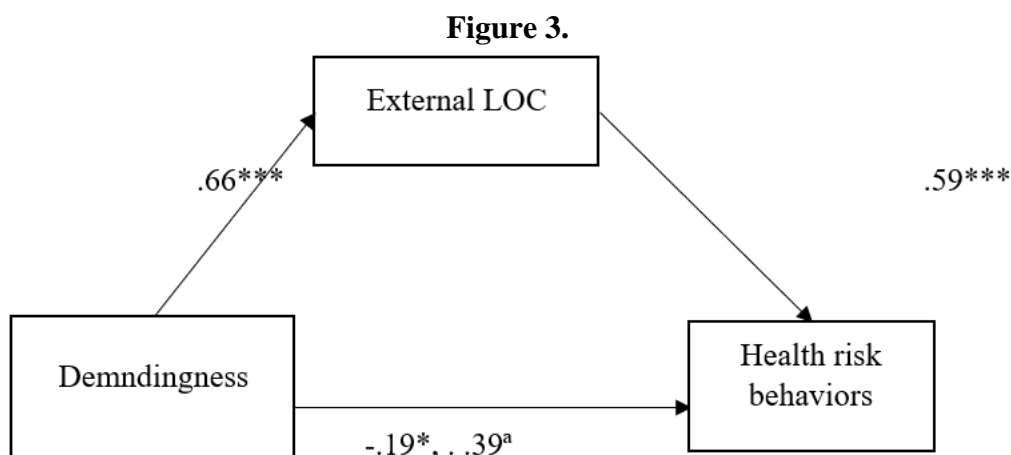 Figure 3.
External LOC
.66***
.59***
Demndingness
Health risk
behaviors
-.19*, . .39ª